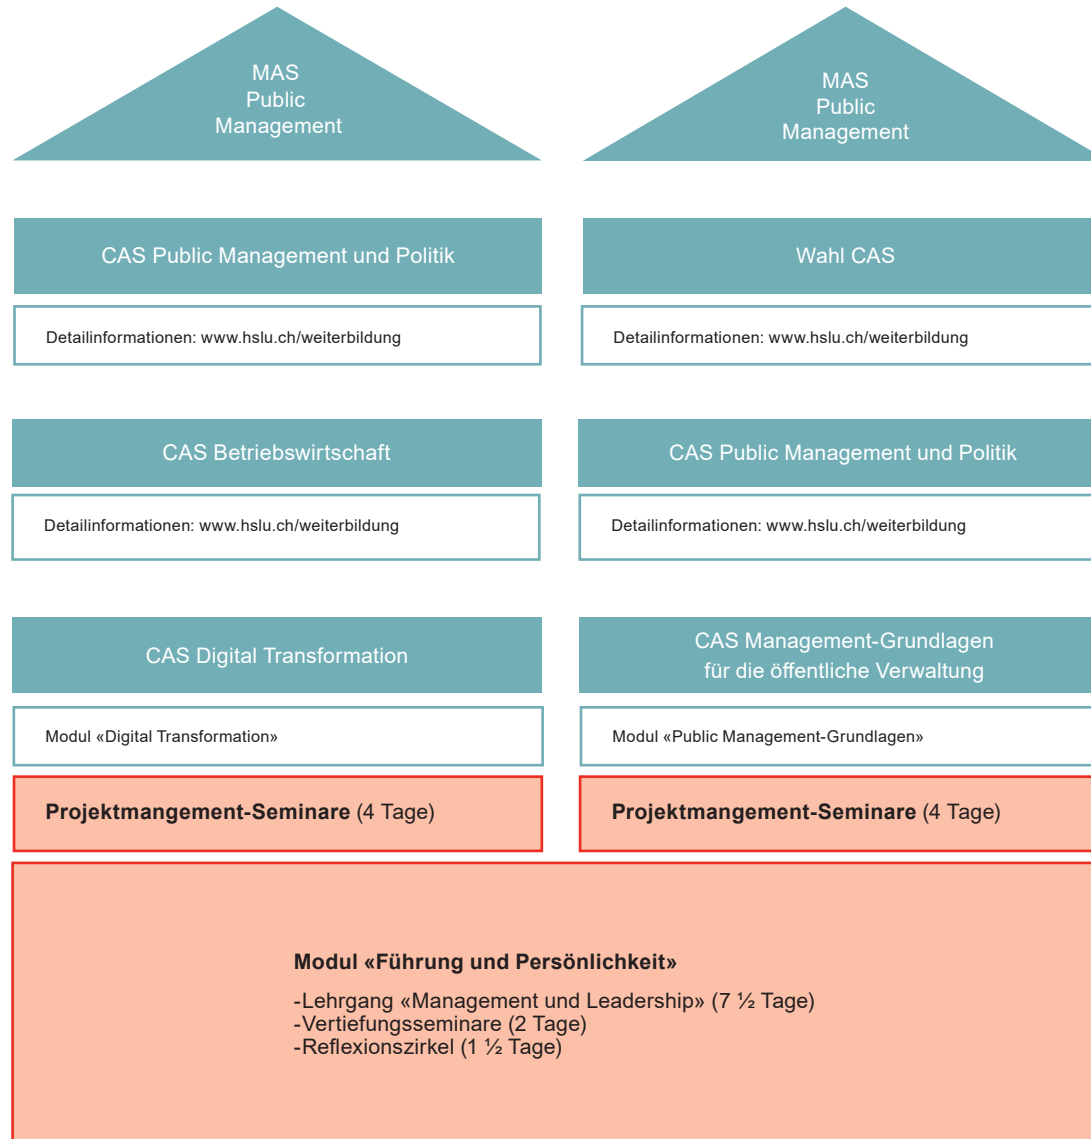 MAS
Public
Management
MAS
Public
Management
CAS Public Management und Politik
Wahl CAS
Detailinformationen: www.hslu.ch/weiterbildung
Detailinformationen: www.hslu.ch/weiterbildung
CAS Betriebswirtschaft
CAS Public Management und Politik
Detailinformationen: www.hslu.ch/weiterbildung
Detailinformationen: www.hslu.ch/weiterbildung
CAS Digital Transformation
CAS Management-Grundlagen
für die öffentliche Verwaltung
Modul «Digital Transformation»
Modul «Public Management-Grundlagen»
Projektmangement-Seminare (4 Tage)
Projektmangement-Seminare (4 Tage)
Modul «Führung und Persönlichkeit»
-Lehrgang «Management und Leadership» (7 ½ Tage)
-Vertiefungsseminare (2 Tage)
-Reflexionszirkel (1 ½ Tage)